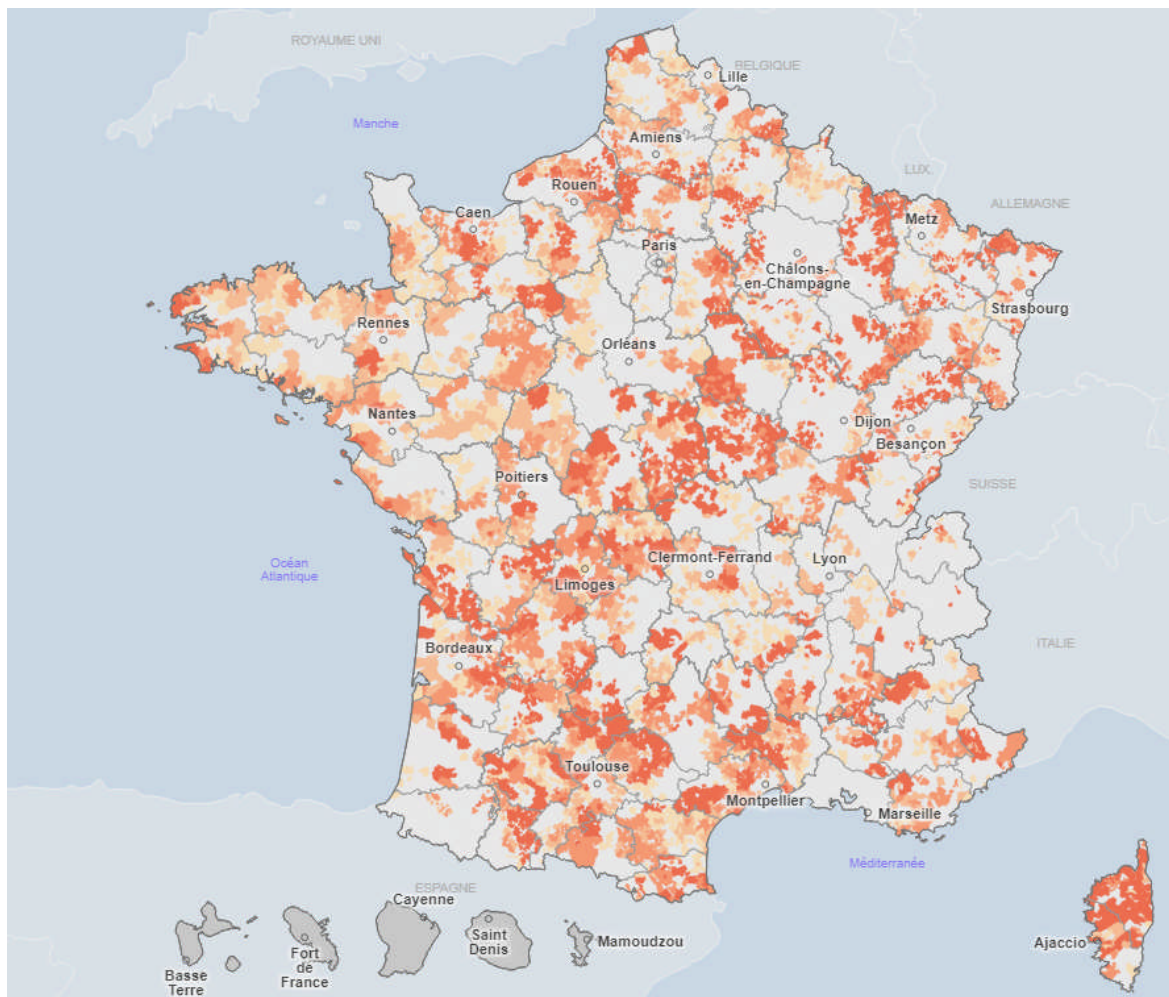 ROYAUME UNI
BELGIQUE
Lille
Manche
Amiens
LUX.
Rouen
ALLEMAGNE
Caen
Metz
Paris
Châlons-
en-Champagne
Strasbourg
Rennes
Orléans
Nantes
Dijon
Besançon
Poitiers
SUISSE
Océan
Atlantique
Clermont-Ferrand
Lyon
Limoges
ITALIE
Bordeaux
Toulouse
Montpellier
Marseille
Méditerranée
ESPAGNE
Cayenne
Saint
Denis
Mamoudzou
Ajaccio
Fort
de
France
Basse
Terre